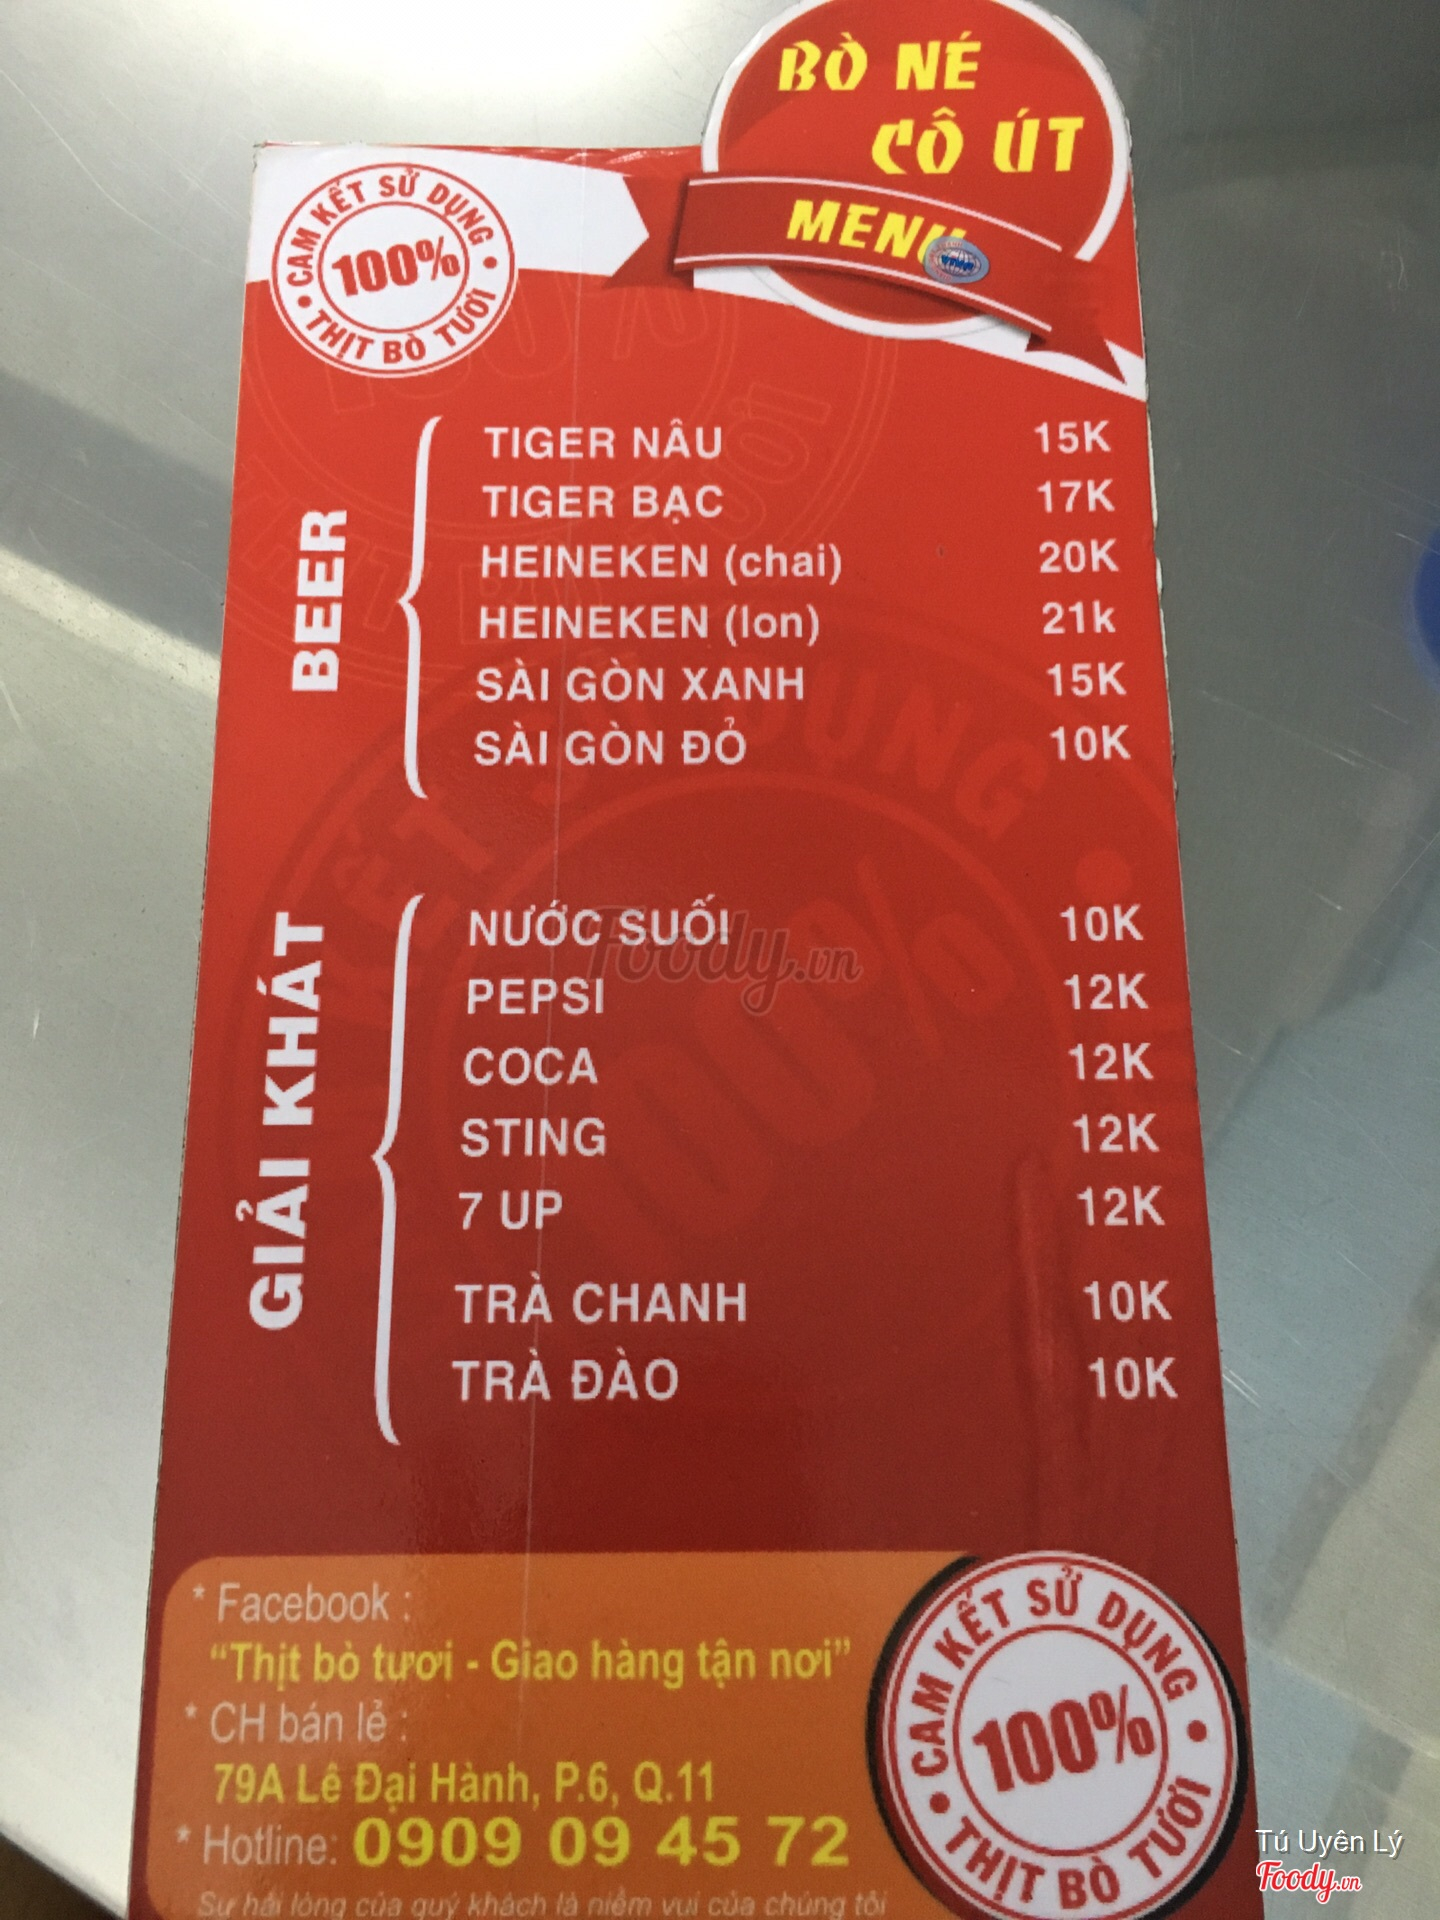 BÒ NÉ
CÔ ÚT
MENU
CAM KẾT SỬ DỤNG
100%
THỊT BÒ TƯƠI
BEER
TIGER NÂU 15K
TIGER BẠC 17K
HEINEKEN (chai) 20K
HEINEKEN (lon) 21k
SÀI GÒN XANH 15K
SÀI GÒN ĐỎ 10K
GIẢI KHÁT
NƯỚC SUỐI 10K
PEPSI 12K
COCA 12K
STING 12K
7 UP 12K
TRÀ CHANH 10K
TRÀ ĐÀO 10K
Foody.vn
* Facebook :
“Thịt bò tươi - Giao hàng tận nơi”
* CH bán lẻ :
79A Lê Đại Hành, P.6, Q.11
* Hotline: 0909 09 45 72
Sự hài lòng của quý khách là niềm vui của chúng tôi
CAM KẾT SỬ DỤNG
100%
THỊT BÒ TƯƠI
Tú Uyên Lý
Foody.vn